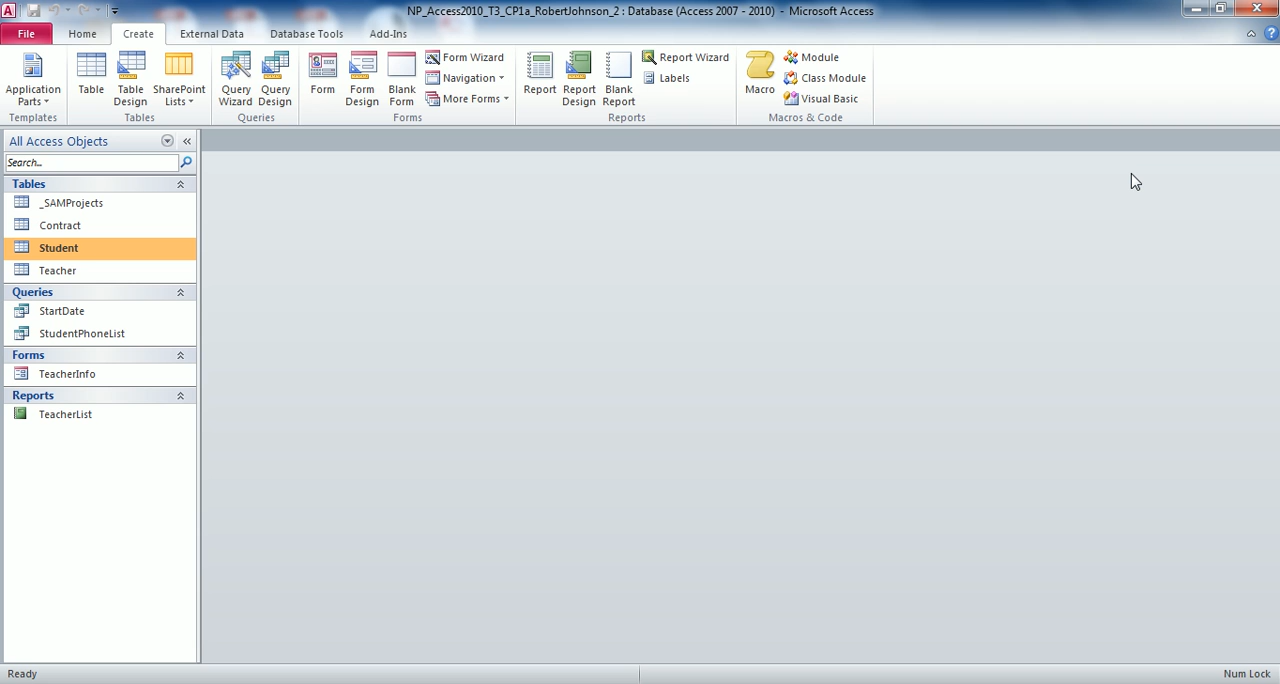 NP_Access2010_T3_CP1a_RobertJohnson_2 : Database (Access 2007 - 2010) - Microsoft Access
File Home Create External Data Database Tools Add-Ins
Application Parts
Table
Table Design
SharePoint Lists
Query Wizard
Query Design
Form
Form Design
Blank Form
Form Wizard
Navigation
More Forms
Report
Report Design
Blank Report
Report Wizard
Labels
Macro
Module
Class Module
Visual Basic
Templates Tables Queries Forms Reports Macros & Code
All Access Objects
Search...
Tables
_SAMProjects
Contract
Student
Teacher
Queries
StartDate
StudentPhoneList
Forms
TeacherInfo
Reports
TeacherList
Ready Num Lock